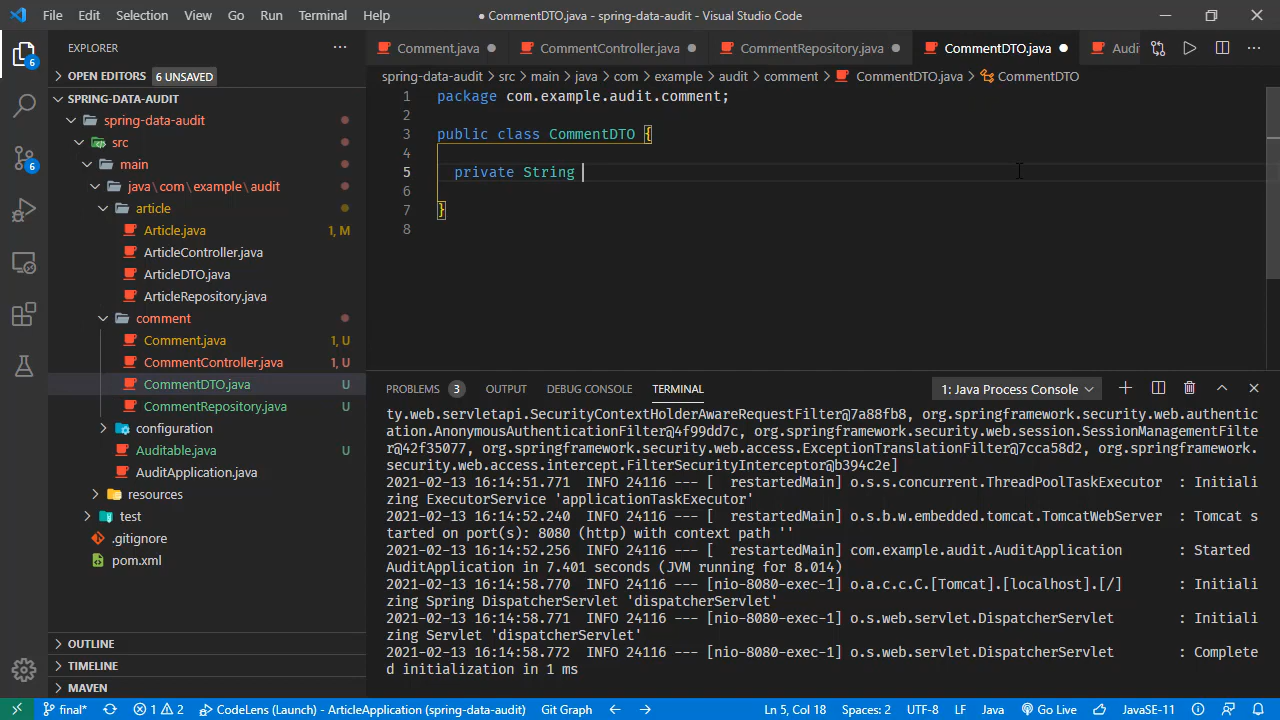 File Edit Selection View Go Run Terminal Help ● CommentDTO.java - spring-data-audit - Visual Studio Code
EXPLORER
6
6
OPEN EDITORS 6 UNSAVED
SPRING-DATA-AUDIT
spring-data-audit
src
main
java\com\example\audit
article
Article.java 1, M
ArticleController.java
ArticleDTO.java
ArticleRepository.java
comment
Comment.java 1, U
CommentController.java 1, U
CommentDTO.java U
CommentRepository.java U
configuration
Auditable.java U
AuditApplication.java
resources
test
.gitignore
pom.xml
OUTLINE
TIMELINE
MAVEN
Comment.java CommentController.java CommentRepository.java CommentDTO.java Audi
spring-data-audit > src > main > java > com > example > audit > comment > CommentDTO.java > CommentDTO
1 package com.example.audit.comment;
2
3 public class CommentDTO {
4
5 private String
6
7 }
8
PROBLEMS 3 OUTPUT DEBUG CONSOLE TERMINAL 1: Java Process Console
ty.web.servletapi.SecurityContextHolderAwareRequestFilter@7a88fb8, org.springframework.security.web.authentic
ation.AnonymousAuthenticationFilter@4f99dd7c, org.springframework.security.web.session.SessionManagementFilte
r@42f35077, org.springframework.security.web.access.ExceptionTranslationFilter@7cca58d2, org.springframework.
security.web.access.intercept.FilterSecurityInterceptor@b394c2e]
2021-02-13 16:14:51.771 INFO 24116 --- [ restartedMain] o.s.s.concurrent.ThreadPoolTaskExecutor : Initiali
zing ExecutorService 'applicationTaskExecutor'
2021-02-13 16:14:52.240 INFO 24116 --- [ restartedMain] o.s.b.w.embedded.tomcat.TomcatWebServer : Tomcat s
tarted on port(s): 8080 (http) with context path ''
2021-02-13 16:14:52.256 INFO 24116 --- [ restartedMain] com.example.audit.AuditApplication : Started
AuditApplication in 7.401 seconds (JVM running for 8.014)
2021-02-13 16:14:58.770 INFO 24116 --- [nio-8080-exec-1] o.a.c.c.C.[Tomcat].[localhost].[/] : Initiali
zing Spring DispatcherServlet 'dispatcherServlet'
2021-02-13 16:14:58.771 INFO 24116 --- [nio-8080-exec-1] o.s.web.servlet.DispatcherServlet : Initiali
zing Servlet 'dispatcherServlet'
2021-02-13 16:14:58.772 INFO 24116 --- [nio-8080-exec-1] o.s.web.servlet.DispatcherServlet : Complete
d initialization in 1 ms
final* 1 2 CodeLens (Launch) - ArticleApplication (spring-data-audit) Git Graph Ln 5, Col 18 Spaces: 2 UTF-8 LF Java Go Live JavaSE-11